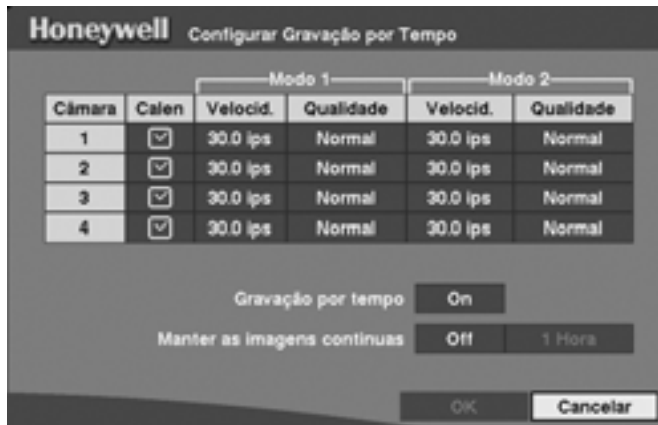 Honeywell Configurar Gravação por Tempo
Modo 1 Modo 2
Câmara Calen Velocid. Qualidade Velocid. Qualidade
1 30.0 ips Normal 30.0 ips Normal
2 30.0 ips Normal 30.0 ips Normal
3 30.0 ips Normal 30.0 ips Normal
4 30.0 ips Normal 30.0 ips Normal
Gravação por tempo On
Manter as imagens continuas Off 1 Hora
OK Cancelar